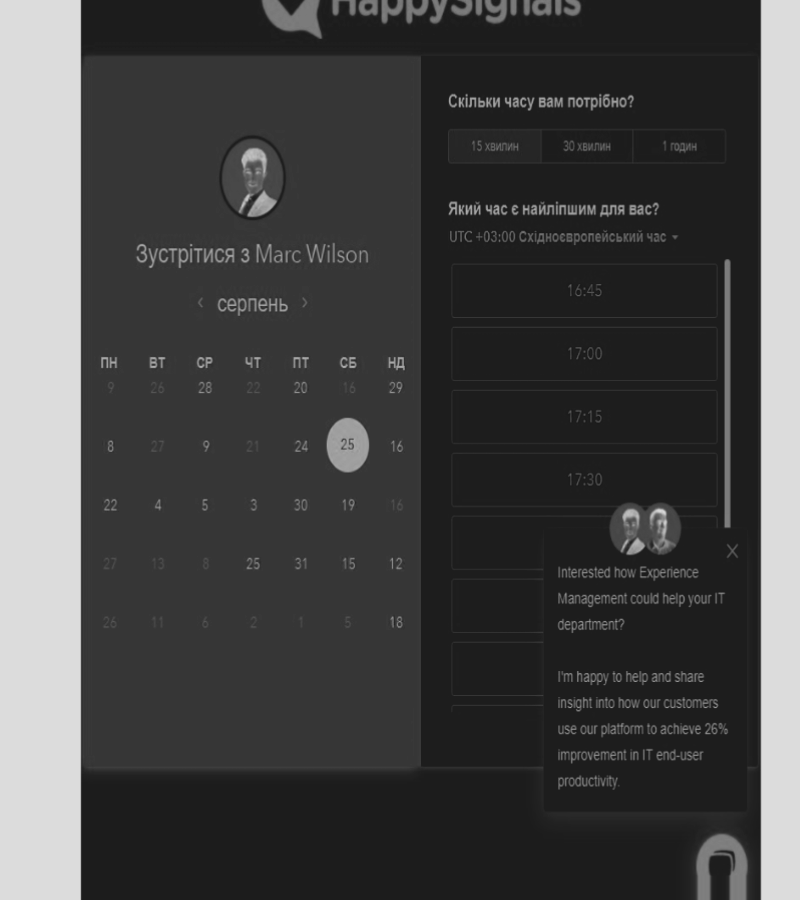 HappySignals
Зустрітися з Marc Wilson
серпень
ПН ВТ СР ЧТ ПТ СБ НД
9 26 28 22 20 16 29
8 27 9 21 24 25 16
22 4 5 3 30 19 16
27 13 8 25 31 15 12
26 11 6 2 1 5 18
Скільки часу вам потрібно?
15 хвилин 30 хвилин 1 годин
Який час є найліпшим для вас?
UTC +03:00 Східноєвропейський час
16:45
17:00
17:15
17:30
Interested how Experience
Management could help your IT
department?
I'm happy to help and share
insight into how our customers
use our platform to achieve 26%
improvement in IT end-user
productivity.